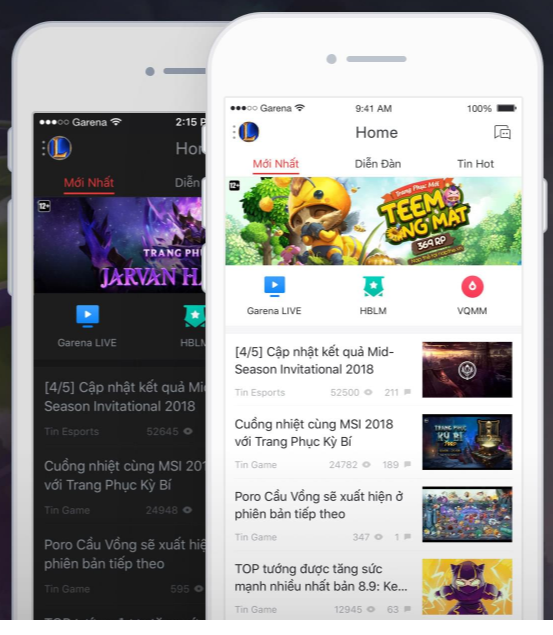 Garena
2:15 P
Hor
Mới Nhất
Diễn
12+
TRANG PHỤ
JARVAN H
Garena LIVE
HBLM
[4/5] Cập nhật kết quả Mi
Season Invitational 2018
Tin Esports
52645
Cuồng nhiệt cùng MSI 201
với Trang Phục Kỳ Bí
Tin Game
24948
Poro Cầu Vồng sẽ xuất hiệ
phiên bản tiếp theo
Tin Game
595
Garena
9:41 AM
100%
Home
Mới Nhất
Diễn Đàn
Tin Hot
12+
Trang Phục Mới
TEEM
ONG MẬT
369 RP
Garena LIVE
HBLM
VQMM
[4/5] Cập nhật kết quả Mid-
Season Invitational 2018
Tin Esports
52500
211
Cuồng nhiệt cùng MSI 2018
với Trang Phục Kỳ Bí
Tin Game
24782
189
TRANG PHỤC
KỲ BÍ
Poro Cầu Vồng sẽ xuất hiện ở
phiên bản tiếp theo
Tin Game
347
1
TOP tướng được tăng sức
mạnh nhiều nhất bản 8.9: Ke...
Tin Game
12945
63